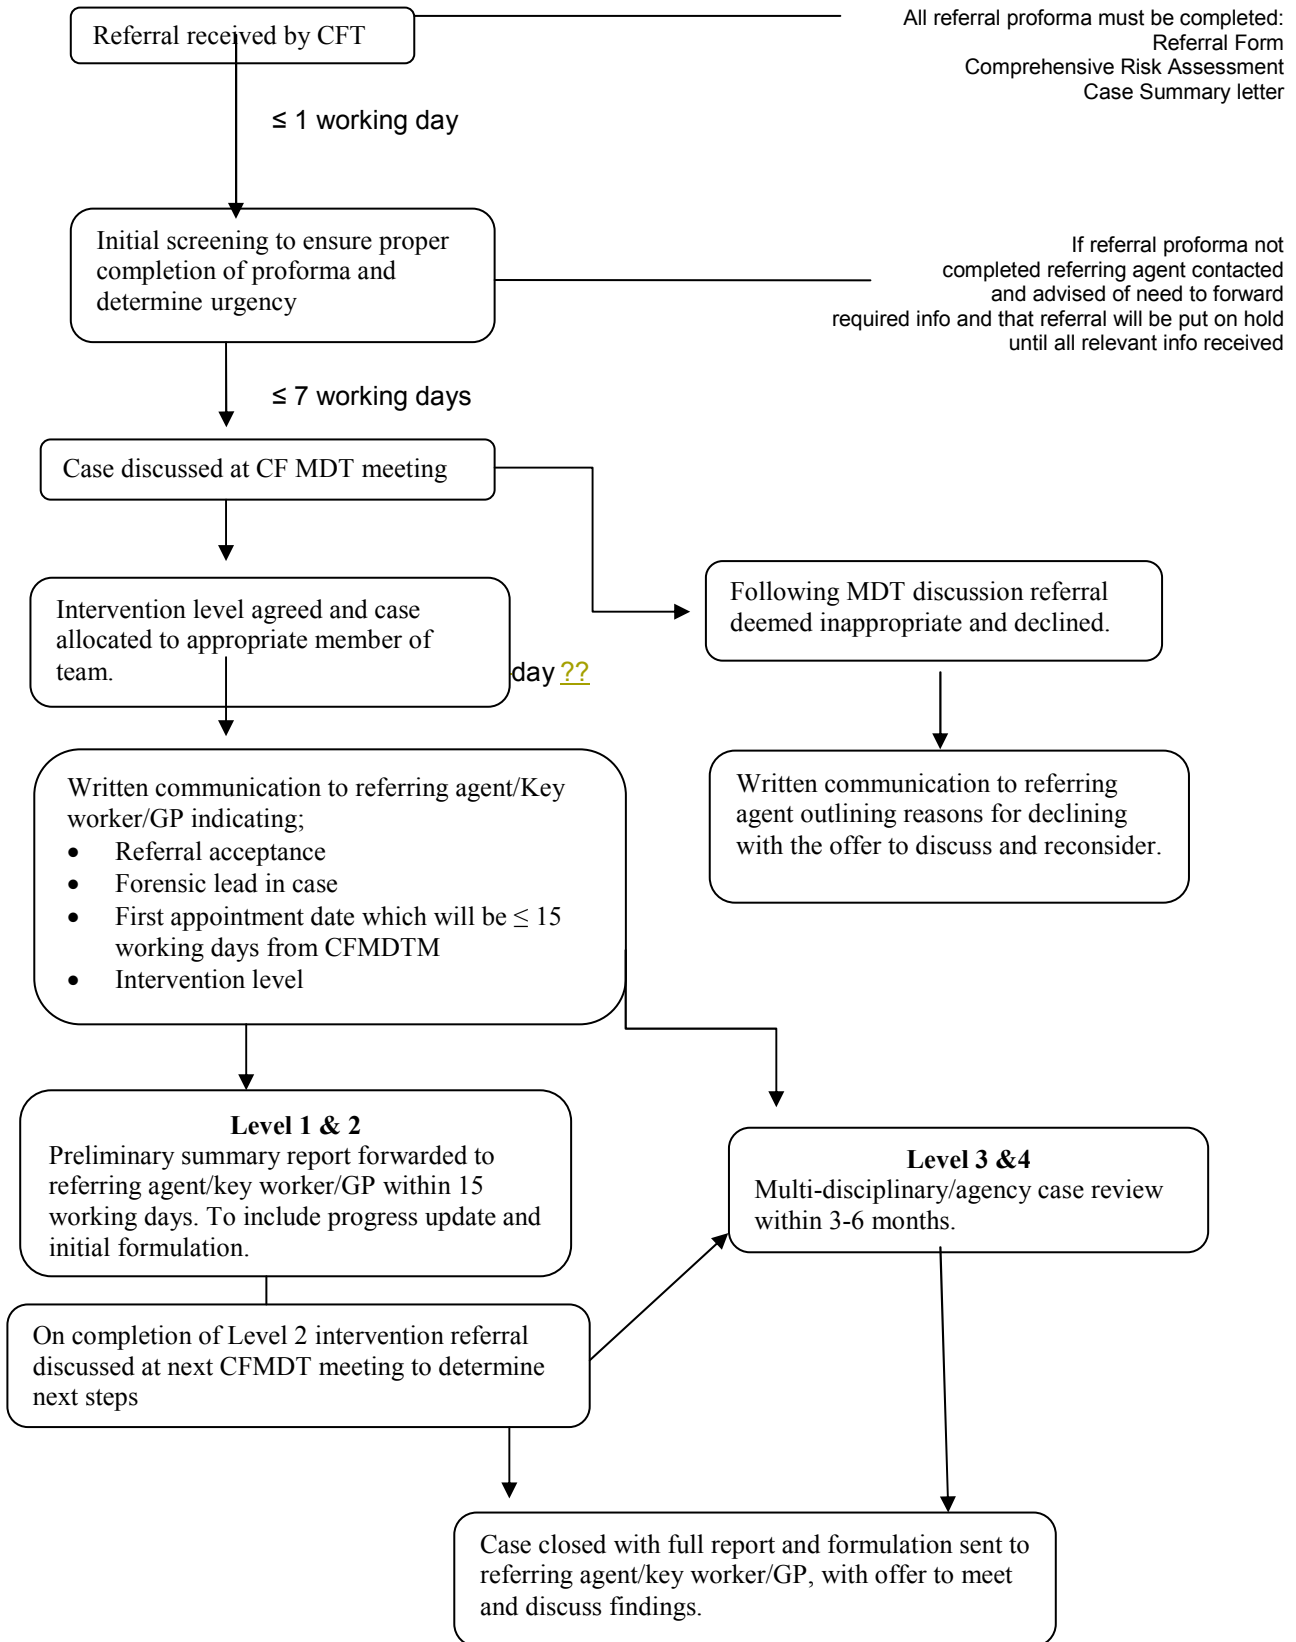 Referral received by CFT
All referral proforma must be completed:
Referral Form
Comprehensive Risk Assessment
Case Summary letter
≤ 1 working day
Initial screening to ensure proper
completion of proforma and
determine urgency
If referral proforma not
completed referring agent contacted
and advised of need to forward
required info and that referral will be put on hold
until all relevant info received
≤ 7 working days
Case discussed at CF MDT meeting
Intervention level agreed and case
allocated to appropriate member of
team.
day ??
Following MDT discussion referral
deemed inappropriate and declined.
Written communication to referring agent/Key
worker/GP indicating;
• Referral acceptance
• Forensic lead in case
• First appointment date which will be ≤ 15
working days from CFMDTM
• Intervention level
Written communication to referring
agent outlining reasons for declining
with the offer to discuss and reconsider.
Level 1 & 2
Preliminary summary report forwarded to
referring agent/key worker/GP within 15
working days. To include progress update and
initial formulation.
Level 3 &4
Multi-disciplinary/agency case review
within 3-6 months.
On completion of Level 2 intervention referral
discussed at next CFMDT meeting to determine
next steps
Case closed with full report and formulation sent to
referring agent/key worker/GP, with offer to meet
and discuss findings.